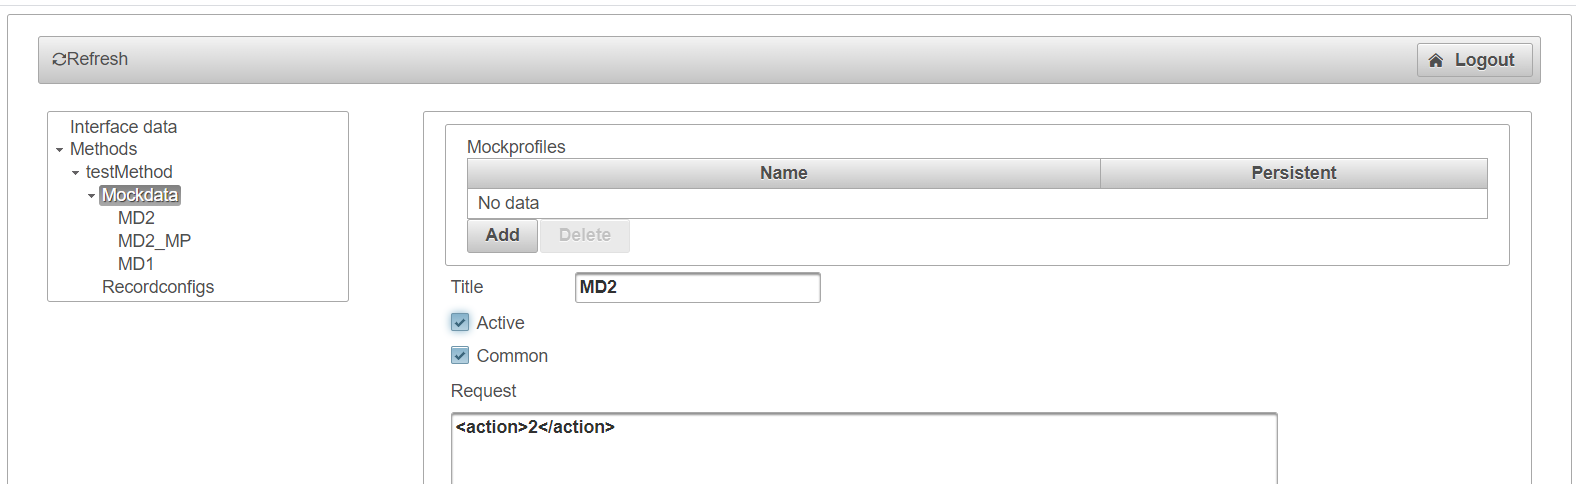 Refresh
Logout
Interface data
Methods
testMethod
Mockdata
MD2
MD2_MP
MD1
Recordconfigs
Mockprofiles
Name Persistent
No data
Add Delete
Title MD2
Active
Common
Request
<action>2</action>